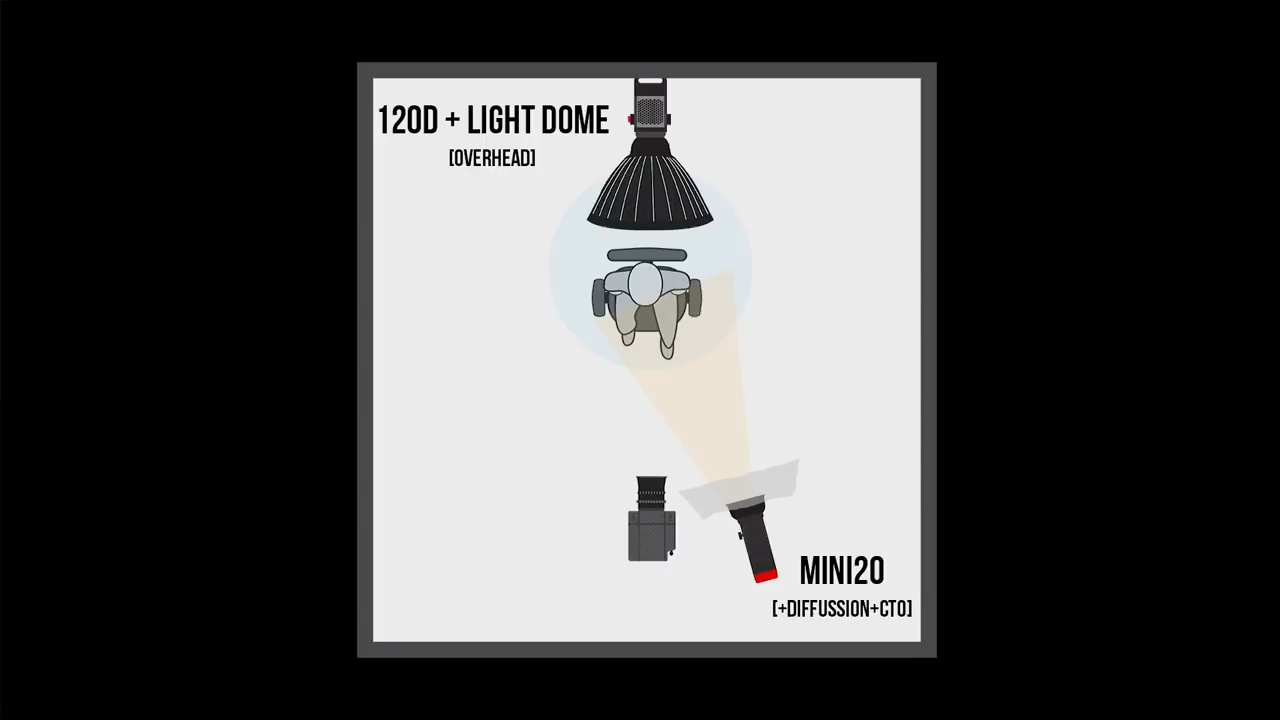 120D + LIGHT DOME
[OVERHEAD]
MINI20
[+DIFFUSSION+CTO]